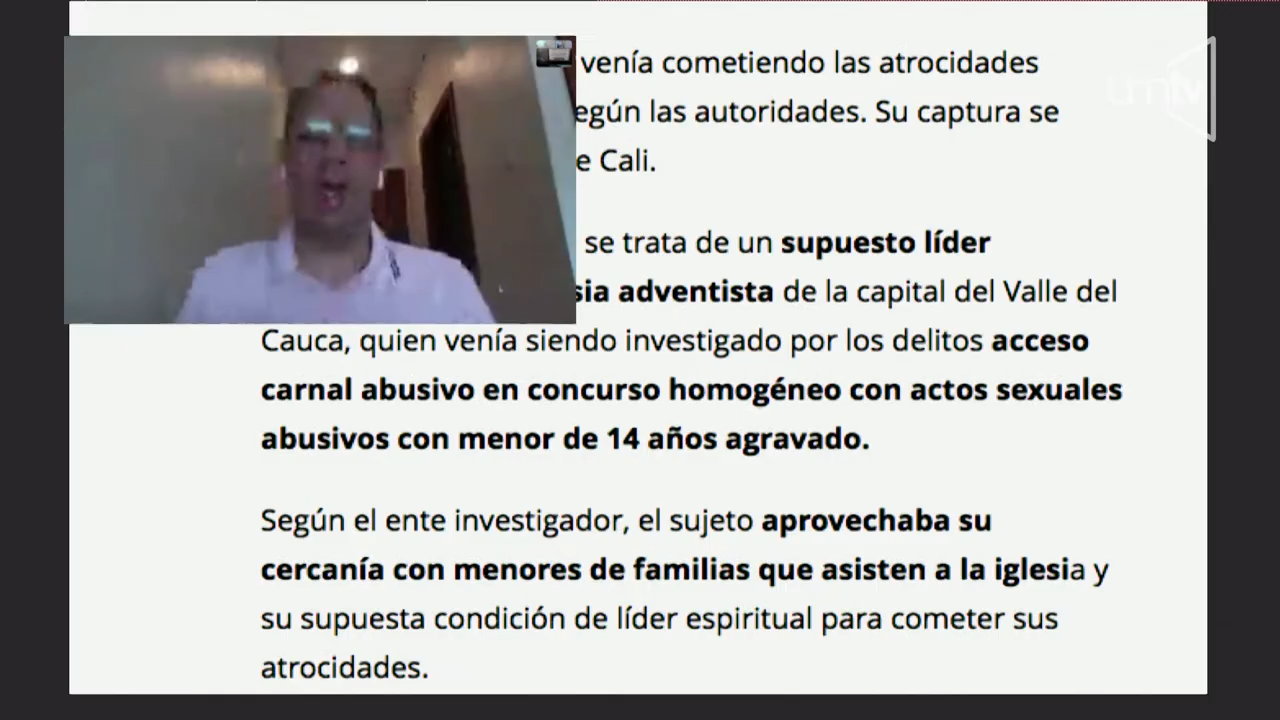 venía cometiendo las atrocidades
egún las autoridades. Su captura se
e Cali.
se trata de un supuesto líder
sia adventista de la capital del Valle del
Cauca, quien venía siendo investigado por los delitos acceso
carnal abusivo en concurso homogéneo con actos sexuales
abusivos con menor de 14 años agravado.
Según el ente investigador, el sujeto aprovechaba su
cercanía con menores de familias que asisten a la iglesia y
su supuesta condición de líder espiritual para cometer sus
atrocidades.